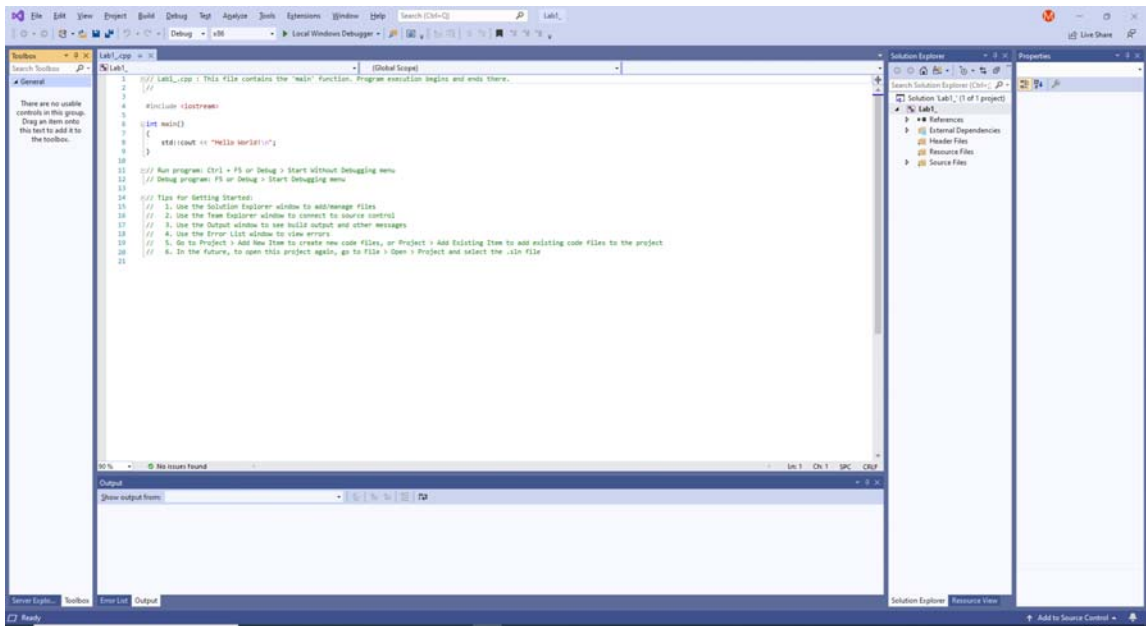 File Edit View Project Build Debug Test Analyze Tools Extensions Window Help Search (Ctrl+Q) Lab1_
Debug x86 Local Windows Debugger Live Share
Toolbox
Search Toolbox
General
There are no usable
controls in this group.
Drag an item onto
this text to add it to
the toolbox.
Server Explo... Toolbox
Lab1_.cpp
Lab1_ (Global Scope)
1 // Lab1_.cpp : This file contains the 'main' function. Program execution begins and ends there.
2 //
3
4 #include <iostream>
5
6 int main()
7 {
8 std::cout << "Hello World!\n";
9 }
10
11 // Run program: Ctrl + F5 or Debug > Start Without Debugging menu
12 // Debug program: F5 or Debug > Start Debugging menu
13
14 // Tips for Getting Started:
15 // 1. Use the Solution Explorer window to add/manage files
16 // 2. Use the Team Explorer window to connect to source control
17 // 3. Use the Output window to see build output and other messages
18 // 4. Use the Error List window to view errors
19 // 5. Go to Project > Add New Item to create new code files, or Project > Add Existing Item to add existing code files to the project
20 // 6. In the future, to open this project again, go to File > Open > Project and select the .sln file
21
90 % No issues found Ln: 1 Ch: 1 SPC CRLF
Output
Show output from:
Error List Output
Solution Explorer
Search Solution Explorer (Ctrl+;)
Solution 'Lab1_' (1 of 1 project)
Lab1_
References
External Dependencies
Header Files
Resource Files
Source Files
Solution Explorer Resource View
Properties
Ready Add to Source Control